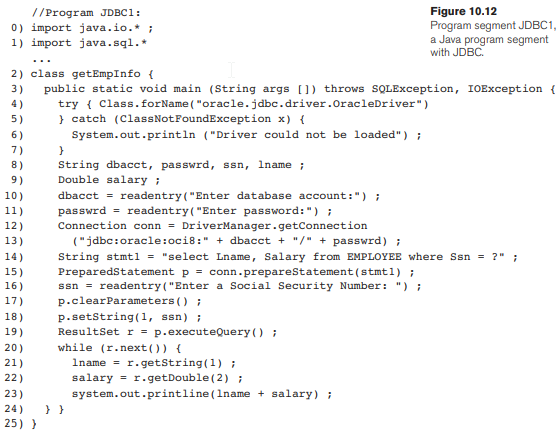 //Program JDBC1:
0) import java.io.* ;
1) import java.sql.*
...
2) class getEmpInfo {
3) public static void main (String args []) throws SQLException, IOException {
4) try { Class.forName("oracle.jdbc.driver.OracleDriver")
5) } catch (ClassNotFoundException x) {
6) System.out.println ("Driver could not be loaded") ;
7) }
8) String dbacct, passwrd, ssn, lname ;
9) Double salary ;
10) dbacct = readentry("Enter database account:") ;
11) passwrd = readentry("Enter password:") ;
12) Connection conn = DriverManager.getConnection
13) ("jdbc:oracle:oci8:" + dbacct + "/" + passwrd) ;
14) String stmt1 = "select Lname, Salary from EMPLOYEE where Ssn = ?" ;
15) PreparedStatement p = conn.prepareStatement(stmt1) ;
16) ssn = readentry("Enter a Social Security Number: ") ;
17) p.clearParameters() ;
18) p.setString(1, ssn) ;
19) ResultSet r = p.executeQuery() ;
20) while (r.next()) {
21) lname = r.getString(1) ;
22) salary = r.getDouble(2) ;
23) system.out.printline(lname + salary) ;
24) } }
25) }
Figure 10.12
Program segment JDBC1,
a Java program segment
with JDBC.